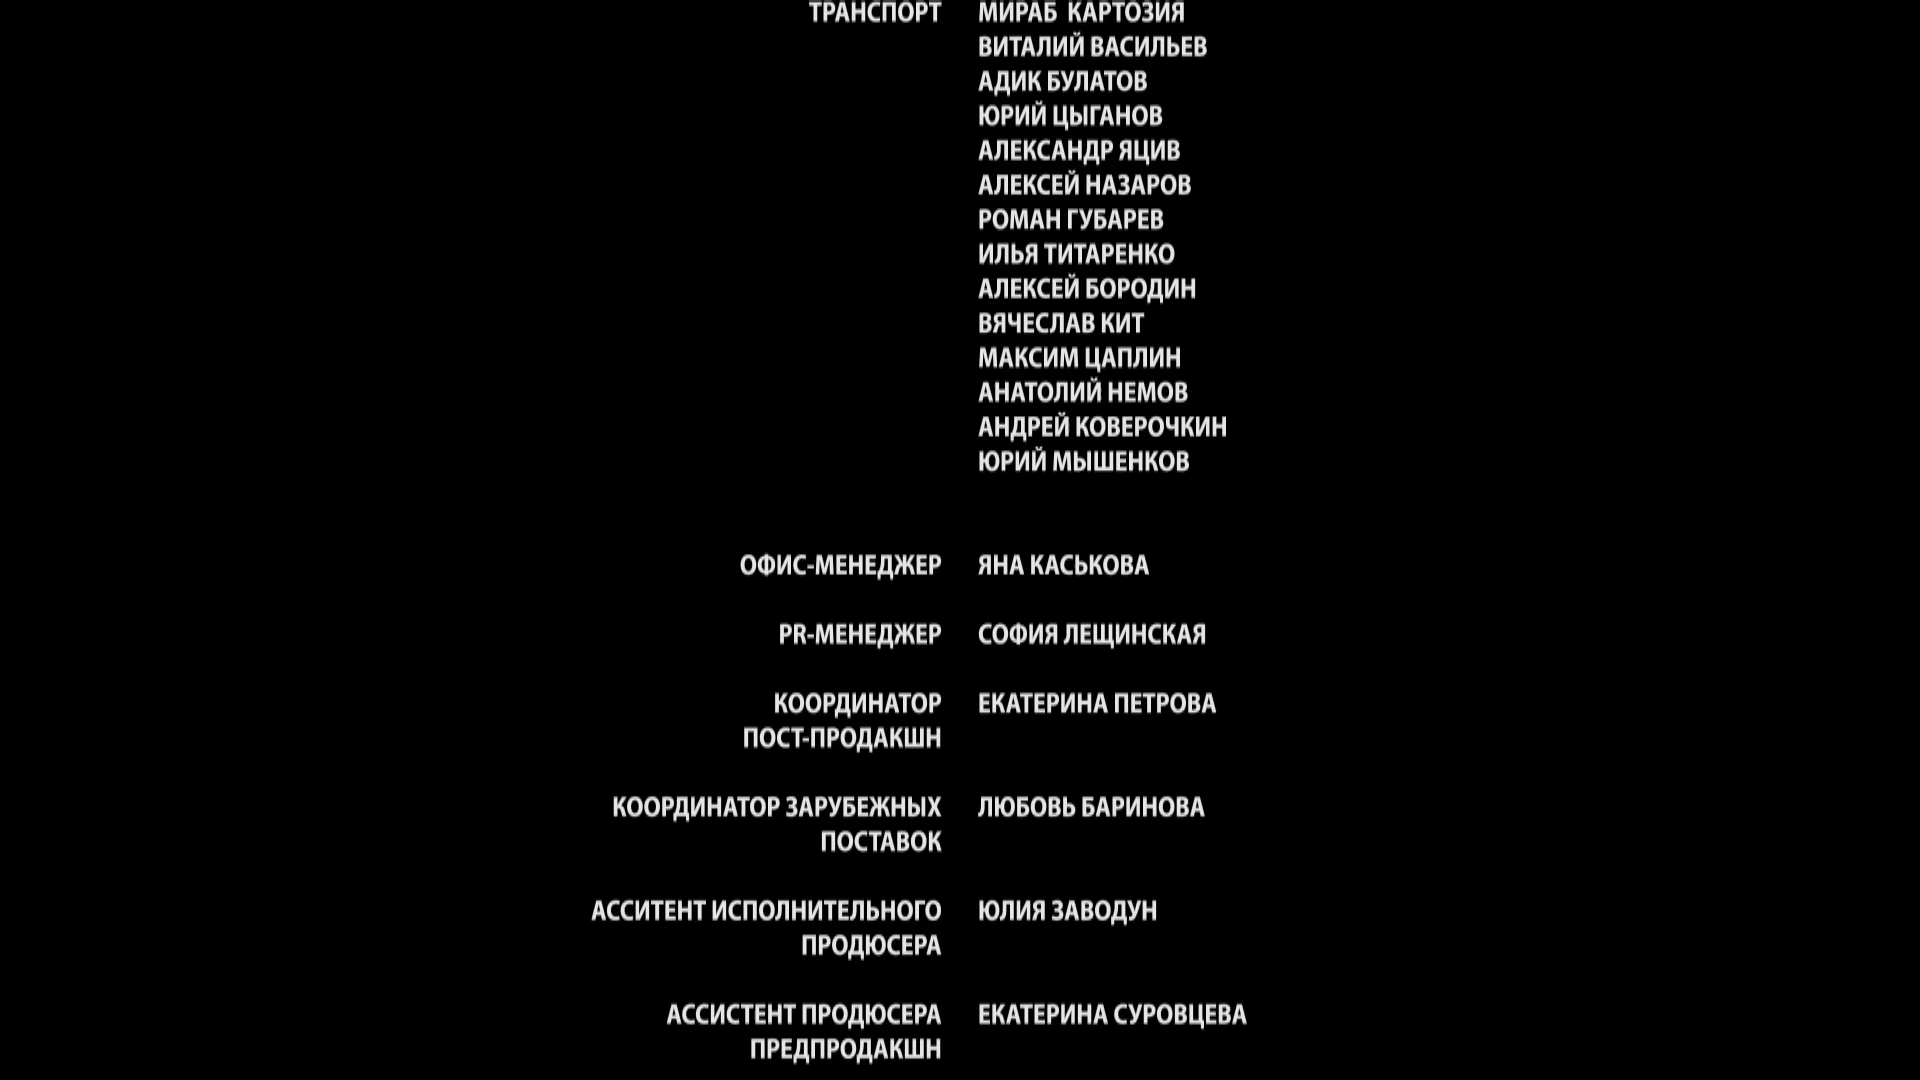 ТРАНСПОРТ МИРАБ КАРТОЗИЯ
ВИТАЛИЙ ВАСИЛЬЕВ
АДИК БУЛАТОВ
ЮРИЙ ЦЫГАНОВ
АЛЕКСАНДР ЯЦИВ
АЛЕКСЕЙ НАЗАРОВ
РОМАН ГУБАРЕВ
ИЛЬЯ ТИТАРЕНКО
АЛЕКСЕЙ БОРОДИН
ВЯЧЕСЛАВ КИТ
МАКСИМ ЦАПЛИН
АНАТОЛИЙ НЕМОВ
АНДРЕЙ КОВЕРОЧКИН
ЮРИЙ МЫШЕНКОВ
ОФИС-МЕНЕДЖЕР ЯНА КАСЬКОВА
PR-МЕНЕДЖЕР СОФИЯ ЛЕЩИНСКАЯ
КООРДИНАТОР ЕКАТЕРИНА ПЕТРОВА
ПОСТ-ПРОДАКШН
КООРДИНАТОР ЗАРУБЕЖНЫХ ЛЮБОВЬ БАРИНОВА
ПОСТАВОК
АССИТЕНТ ИСПОЛНИТЕЛЬНОГО ЮЛИЯ ЗАВОДУН
ПРОДЮСЕРА
АССИСТЕНТ ПРОДЮСЕРА ЕКАТЕРИНА СУРОВЦЕВА
ПРЕДПРОДАКШН